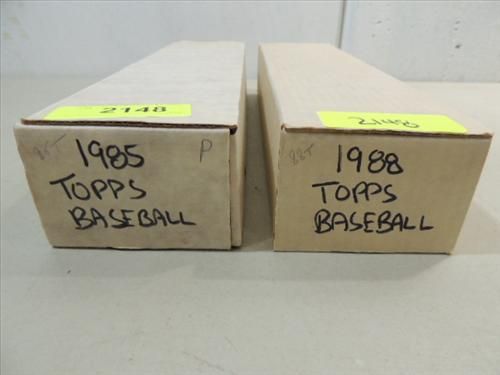 2148
85T
1985
P
TOPPS
BASEBALL
2148
88T
1988
TOPPS
BASEBALL